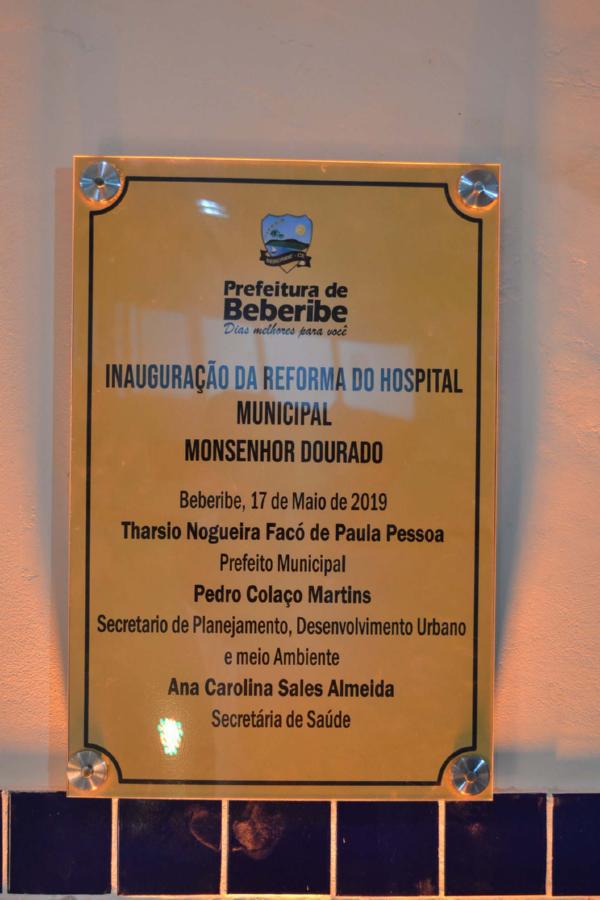 Prefeitura de
Beberibe
Dias melhores para você
INAUGURAÇÃO DA REFORMA DO HOSPITAL
MUNICIPAL
MONSENHOR DOURADO
Beberibe, 17 de Maio de 2019
Tharsio Nogueira Facó de Paula Pessoa
Prefeito Municipal
Pedro Colaço Martins
Secretario de Planejamento, Desenvolvimento Urbano
e meio Ambiente
Ana Carolina Sales Almeida
Secretária de Saúde